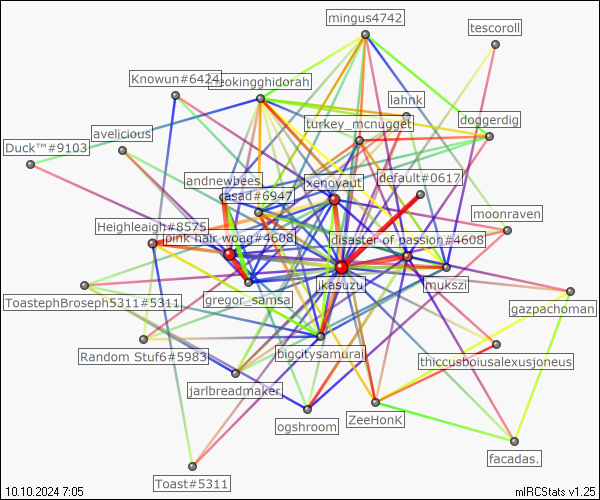 mingus4742
tescoroll
Knowun#6424
eokingghidorah
lahnk
doggerdig
turkey_mcnugget
avelicious
Duck™#9103
default#0617
andnewbees
xenoyaut
asad#6947
moonraven
Heighleaigh#8575
pink hair woag#4608
disaster of passion#4608
ikasuzu
mukszi
gregor_samsa
ToastephBroseph5311#5311
gazpachoman
Random Stuf6#5983
bigcitysamurai
thiccusboiusalexusjoneus
jarlbreadmaker
ogshroom
ZeeHonK
facadas.
Toast#5311
10.10.2024 7:05
mIRCStats v1.25